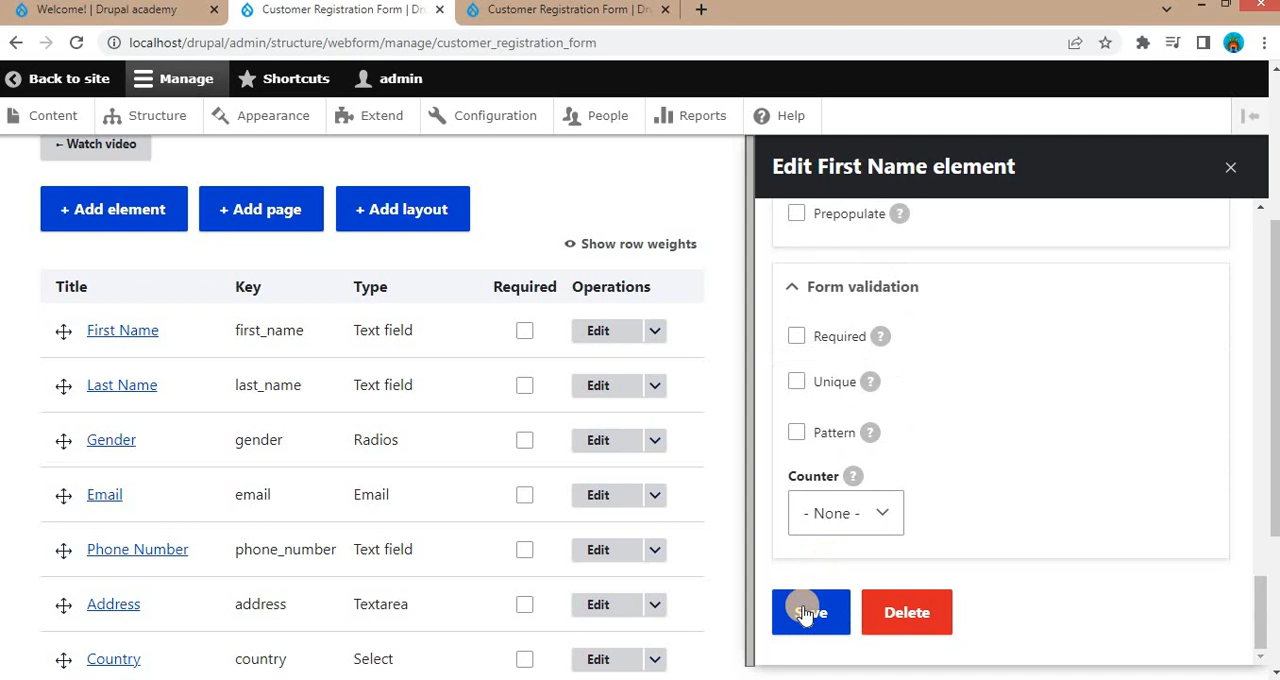 Welcome! | Drupal academy
Customer Registration Form | Dr
Customer Registration Form | Dr
localhost/drupal/admin/structure/webform/manage/customer_registration_form
Back to site
Manage
Shortcuts
admin
Content
Structure
Appearance
Extend
Configuration
People
Reports
Help
Watch video
+ Add element
+ Add page
+ Add layout
Show row weights
Title Key Type Required Operations
First Name first_name Text field Edit
Last Name last_name Text field Edit
Gender gender Radios Edit
Email email Email Edit
Phone Number phone_number Text field Edit
Address address Textarea Edit
Country country Select Edit
Edit First Name element
Prepopulate ?
Form validation
Required ?
Unique ?
Pattern ?
Counter ?
- None -
Delete